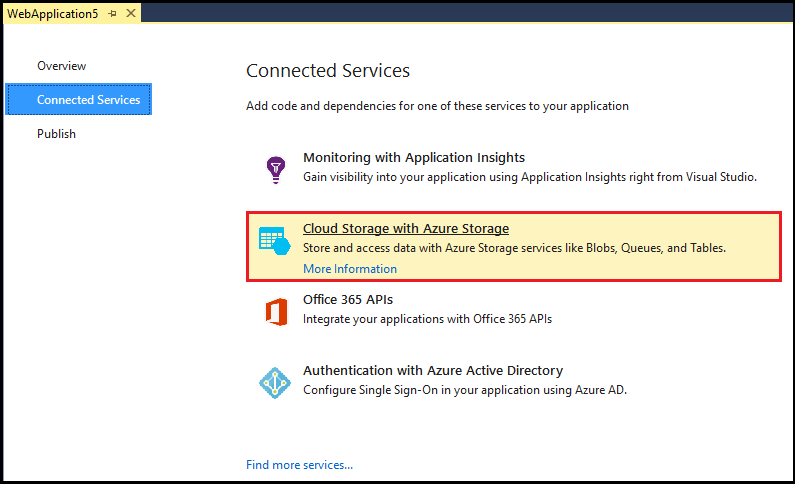 WebApplication5
Overview
Connected Services
Publish
Connected Services
Add code and dependencies for one of these services to your application
Monitoring with Application Insights
Gain visibility into your application using Application Insights right from Visual Studio.
Cloud Storage with Azure Storage
Store and access data with Azure Storage services like Blobs, Queues, and Tables.
More Information
Office 365 APIs
Integrate your applications with Office 365 APIs
Authentication with Azure Active Directory
Configure Single Sign-On in your application using Azure AD.
Find more services...